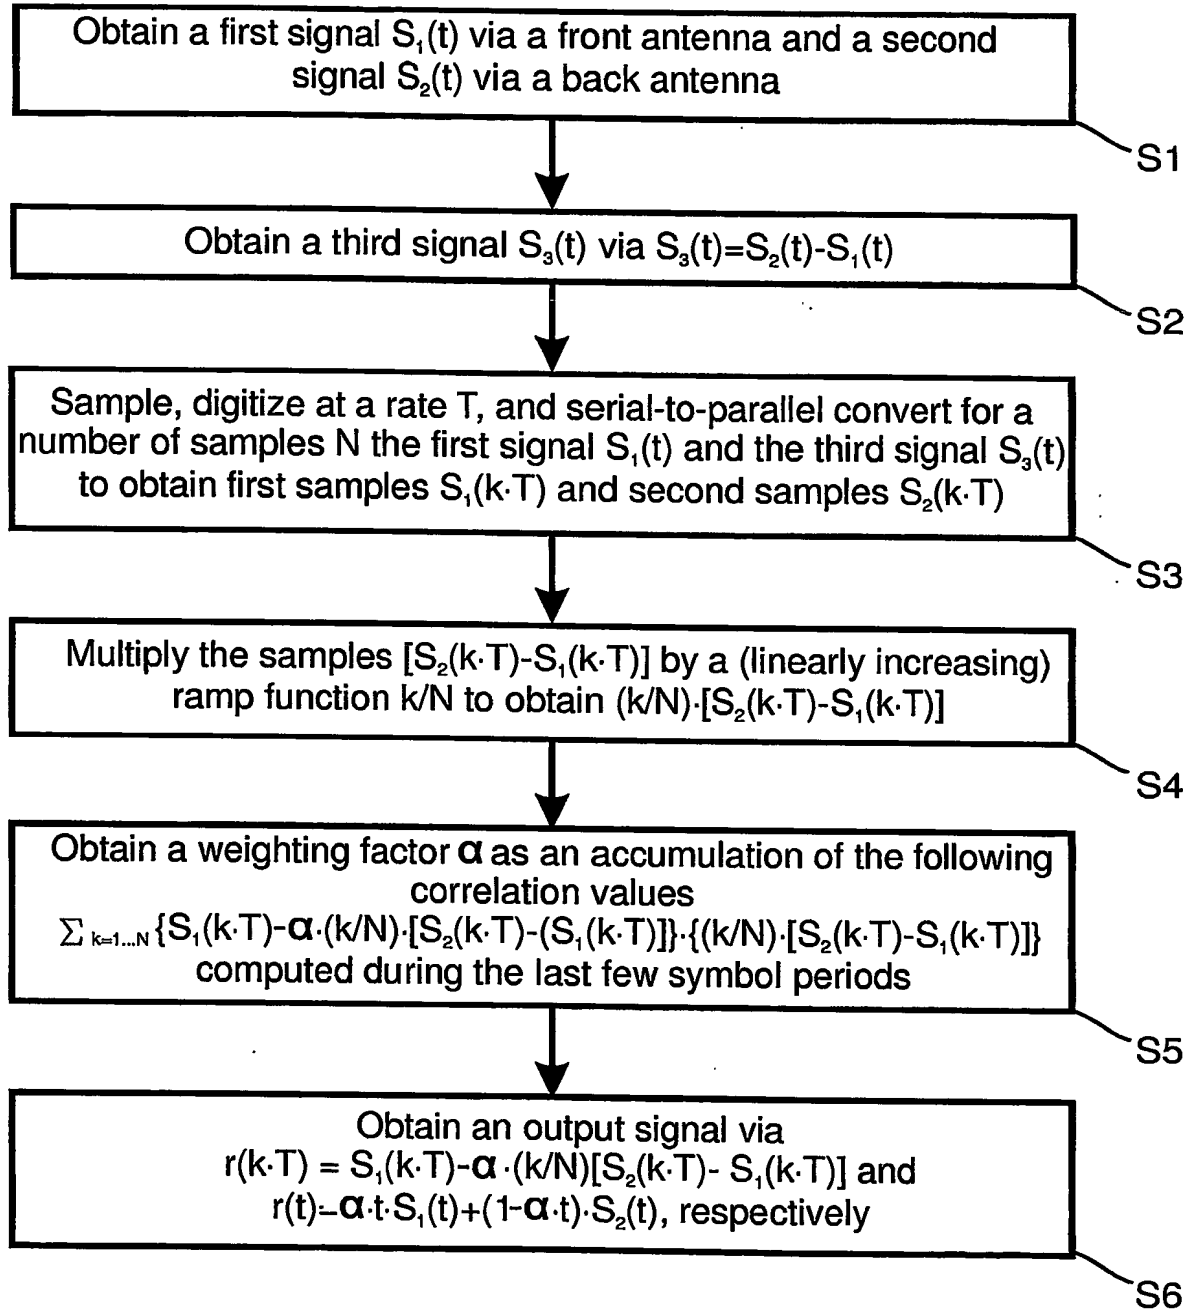 Obtain a first signal S₁(t) via a front antenna and a second
signal S₂(t) via a back antenna
S1
Obtain a third signal S₃(t) via S₃(t)=S₂(t)-S₁(t)
S2
Sample, digitize at a rate T, and serial-to-parallel convert for a
number of samples N the first signal S₁(t) and the third signal S₃(t)
to obtain first samples S₁(k·T) and second samples S₂(k·T)
S3
Multiply the samples [S₂(k·T)-S₁(k·T)] by a (linearly increasing)
ramp function k/N to obtain (k/N)·[S₂(k·T)-S₁(k·T)]
S4
Obtain a weighting factor α as an accumulation of the following
correlation values
Σ k=1...N {S₁(k·T)-α·(k/N)·[S₂(k·T)-(S₁(k·T)]}·{(k/N)·[S₂(k·T)-S₁(k·T)]}
computed during the last few symbol periods
S5
Obtain an output signal via
r(k·T) = S₁(k·T)-α·(k/N)[S₂(k·T)- S₁(k·T)] and
r(t)=α·t·S₁(t)+(1-α·t)·S₂(t), respectively
S6